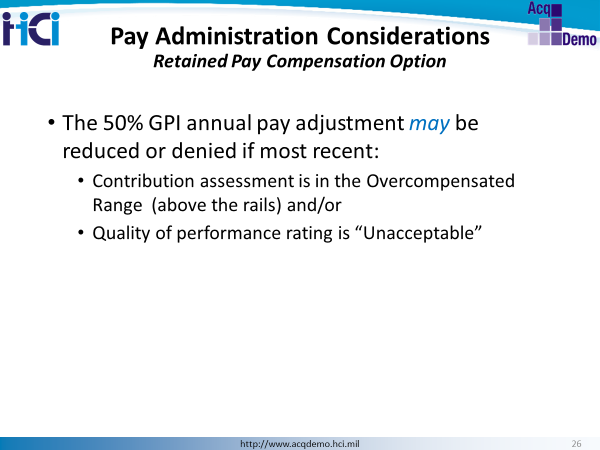 HCi
Acq
Demo
Pay Administration Considerations
Retained Pay Compensation Option
• The 50% GPI annual pay adjustment may be
reduced or denied if most recent:
• Contribution assessment is in the Overcompensated
Range (above the rails) and/or
• Quality of performance rating is “Unacceptable”
http://www.acqdemo.hci.mil
26